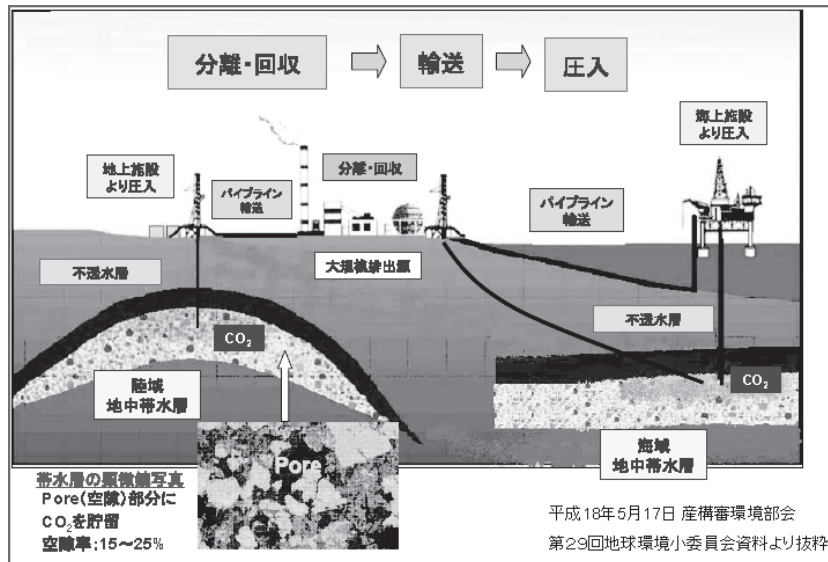 分離・回収
輸送
圧入
海上施設
より圧入
地上施設
より圧入
分離・回収
パイプライン
輸送
パイプライン
輸送
不透水層
大規模排出源
不透水層
CO₂
CO₂
陸域
地中帯水層
海域
地中帯水層
Pore
帯水層の顕微鏡写真
Pore(空隙)部分に
CO₂を貯留
空隙率;15～25%
平成18年5月17日 産構審環境部会
第29回地球環境小委員会資料より抜粋